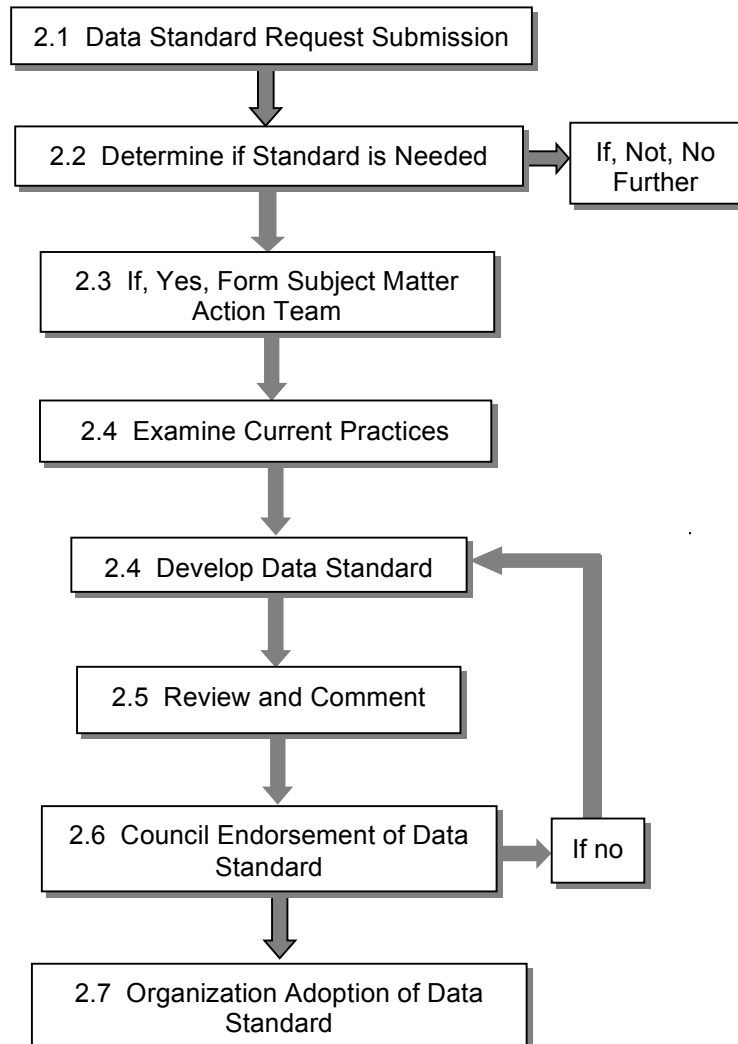 2.1 Data Standard Request Submission
2.2 Determine if Standard is Needed
If, Not, No
Further
2.3 If, Yes, Form Subject Matter
Action Team
2.4 Examine Current Practices
2.4 Develop Data Standard
2.5 Review and Comment
2.6 Council Endorsement of Data
Standard
If no
2.7 Organization Adoption of Data
Standard